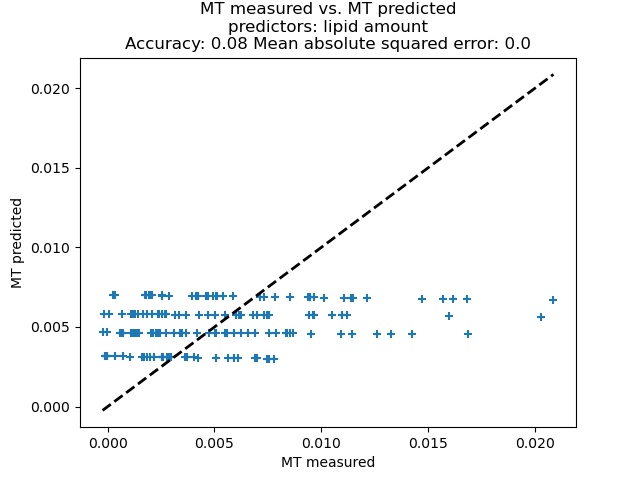 MT measured vs. MT predicted
predictors: lipid amount
Accuracy: 0.08 Mean absolute squared error: 0.0
0.020
0.015
0.010
0.005
0.000
MT predicted
0.000 0.005 0.010 0.015 0.020
MT measured